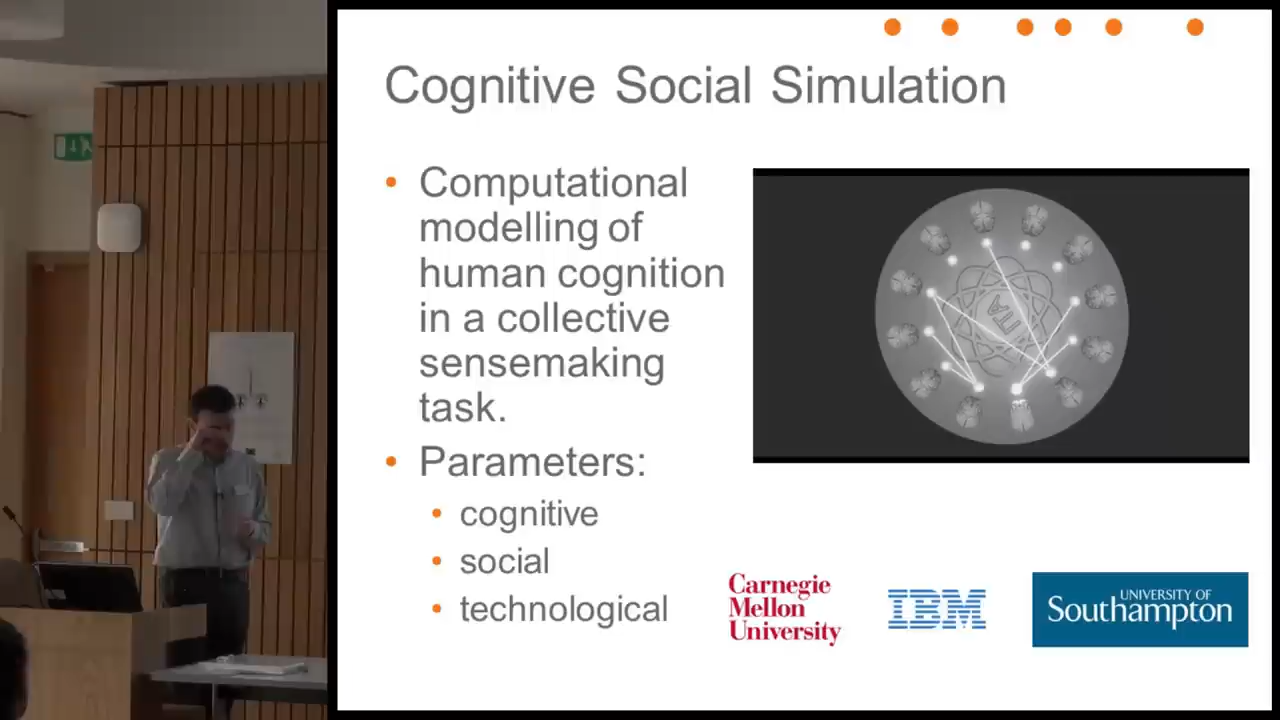 Cognitive Social Simulation
• Computational
modelling of
human cognition
in a collective
sensemaking
task.
• Parameters:
• cognitive
• social
• technological
Carnegie
Mellon
University
IBM
UNIVERSITY OF
Southampton